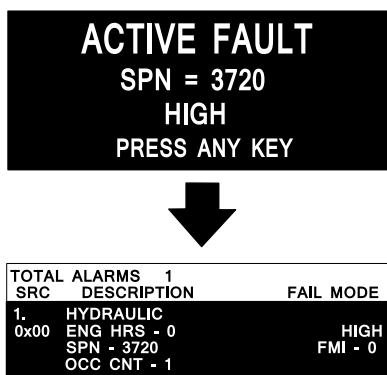 ACTIVE FAULT
SPN = 3720
HIGH
PRESS ANY KEY
TOTAL ALARMS 1
SRC DESCRIPTION FAIL MODE
1. HYDRAULIC
0x00 ENG HRS - 0 HIGH
SPN - 3720 FMI - 0
OCC CNT - 1